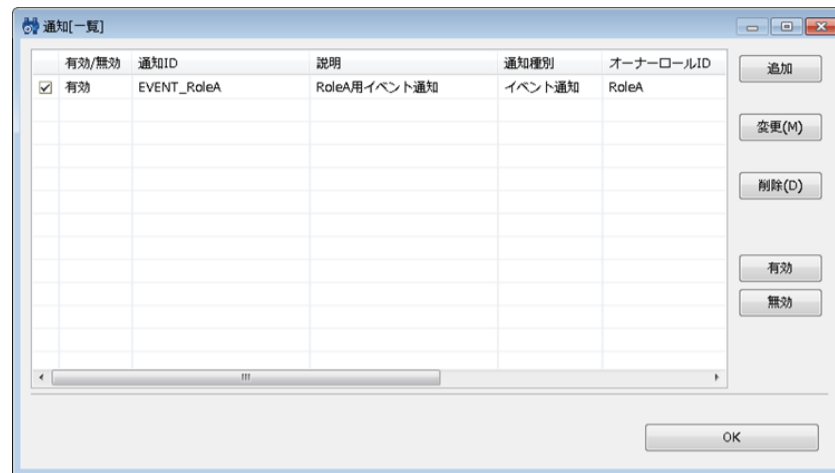 通知[一覧]
有効/無効 通知ID 説明 通知種別 オーナーロールID
有効 EVENT_RoleA RoleA用イベント通知 イベント通知 RoleA
追加
変更(M)
削除(D)
有効
無効
OK